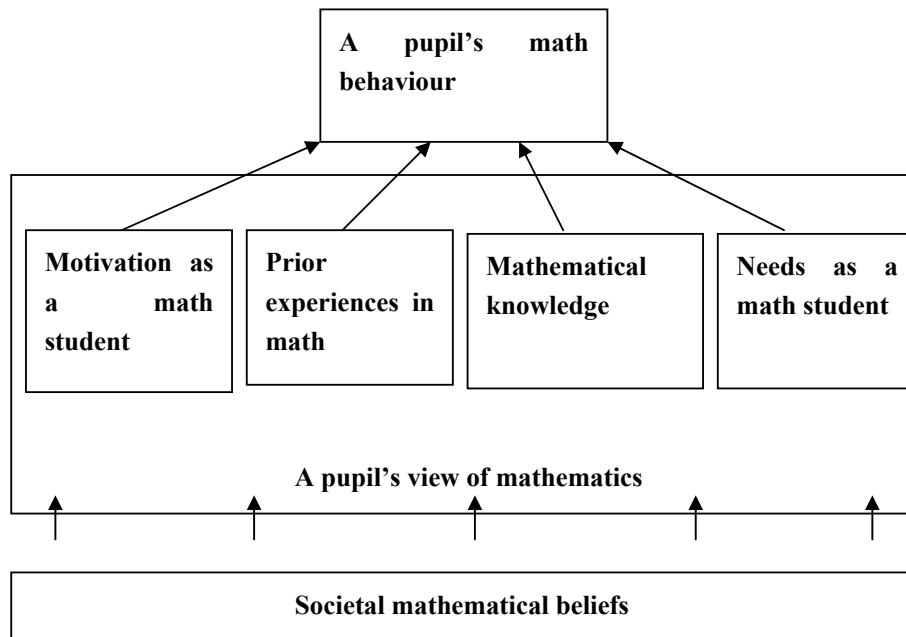 A pupil’s math
behaviour
Motivation as
a math
student
Prior
experiences in
math
Mathematical
knowledge
Needs as a
math student
A pupil’s view of mathematics
Societal mathematical beliefs